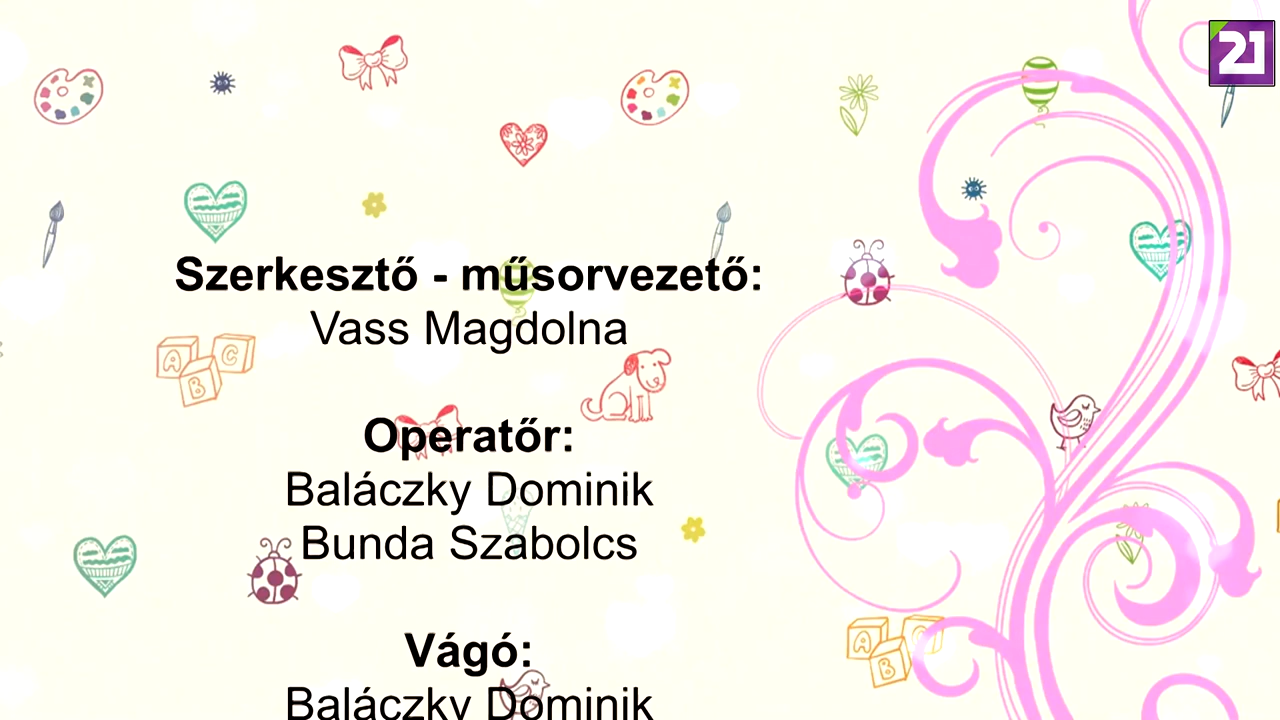 21
Szerkesztő - műsorvezető:
Vass Magdolna
Operatőr:
Baláczky Dominik
Bunda Szabolcs
Vágó:
Baláczky Dominik
A
C
B
A
C
B